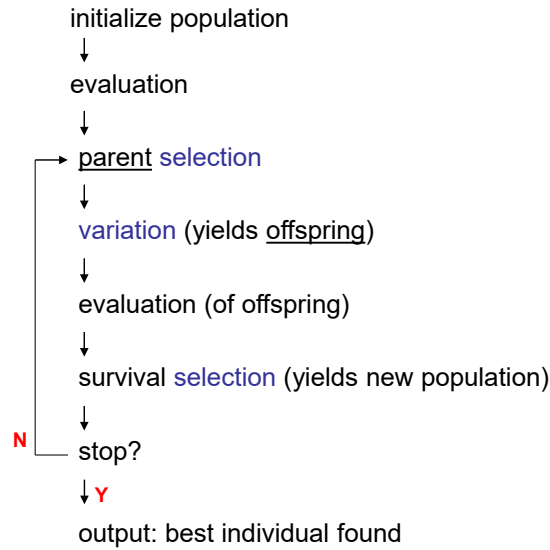 initialize population
evaluation
parent selection
variation (yields offspring)
evaluation (of offspring)
survival selection (yields new population)
N
stop?
Y
output: best individual found